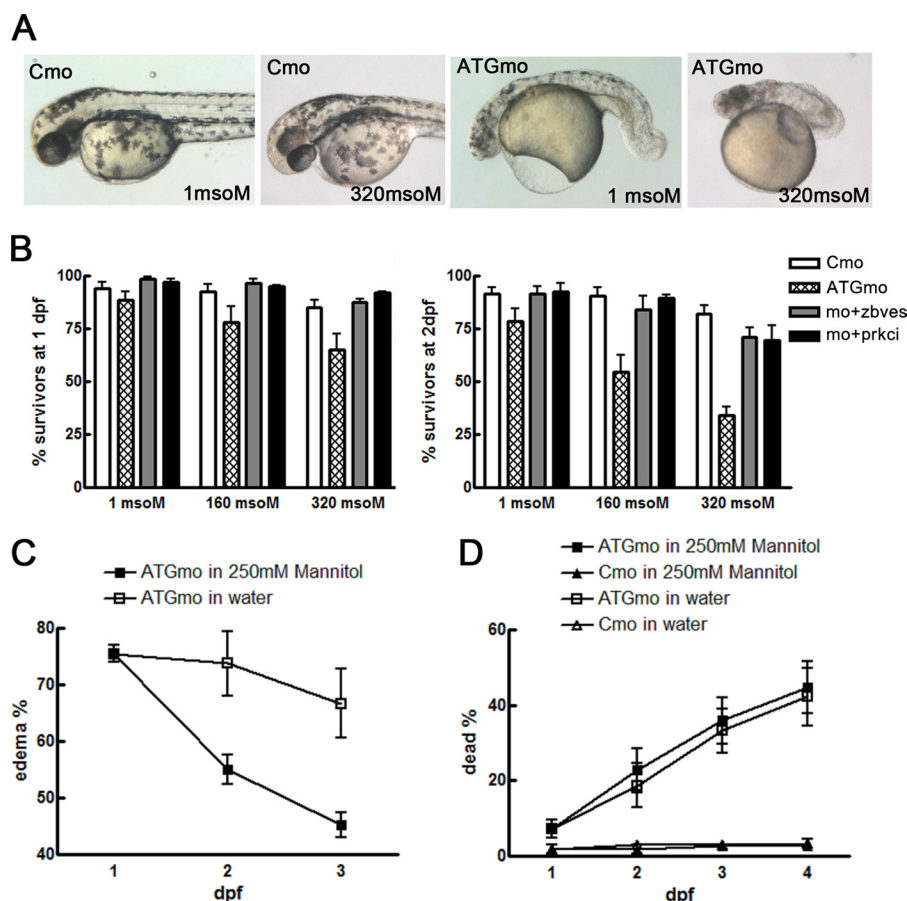 A
Cmo
1msoM
Cmo
320msoM
ATGmo
1 msoM
ATGmo
320msoM
B
% survivors at 1 dpf
100
75
50
25
0
1 msoM
160 msoM
320 msoM
% survivors at 2dpf
100
75
50
25
0
1 msoM
160 msoM
320 msoM
Cmo
ATGmo
mo+zbves
mo+prkci
C
ATGmo in 250mM Mannitol
ATGmo in water
edema %
80
70
60
50
40
1
2
3
dpf
D
ATGmo in 250mM Mannitol
Cmo in 250mM Mannitol
ATGmo in water
Cmo in water
dead %
60
40
20
0
1
2
3
4
dpf